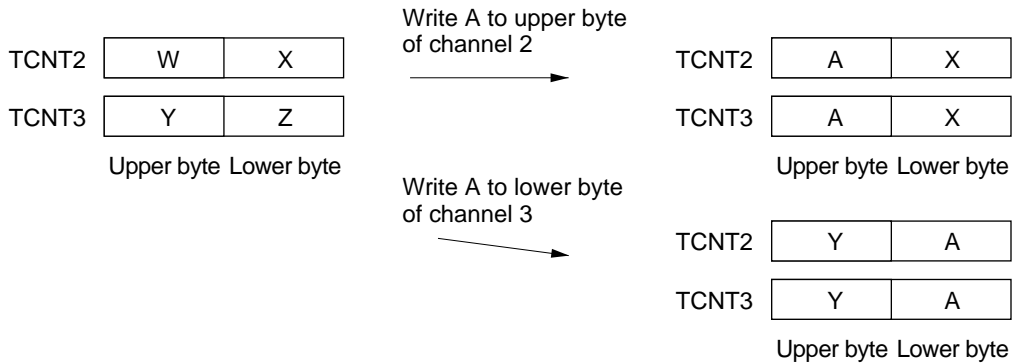 Write A to upper byte
of channel 2
TCNT2 W X
TCNT3 Y Z
Upper byte Lower byte
TCNT2 A X
TCNT3 A X
Upper byte Lower byte
Write A to lower byte
of channel 3
TCNT2 Y A
TCNT3 Y A
Upper byte Lower byte